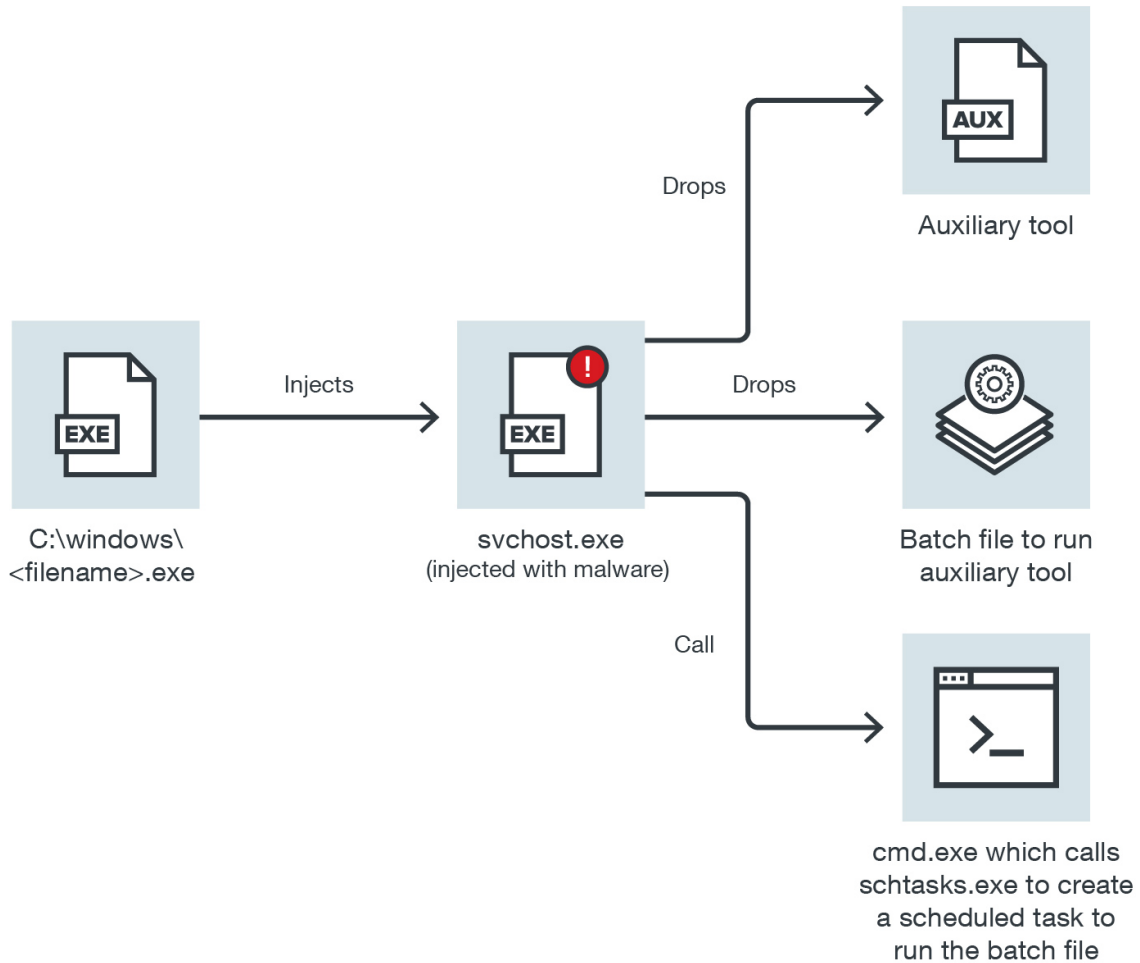 AUX
Drops
Auxiliary tool
EXE
Injects
!
EXE
Drops
C:\windows\
<filename>.exe
svchost.exe
(injected with malware)
Batch file to run
auxiliary tool
Call
>_
cmd.exe which calls
schtasks.exe to create
a scheduled task to
run the batch file